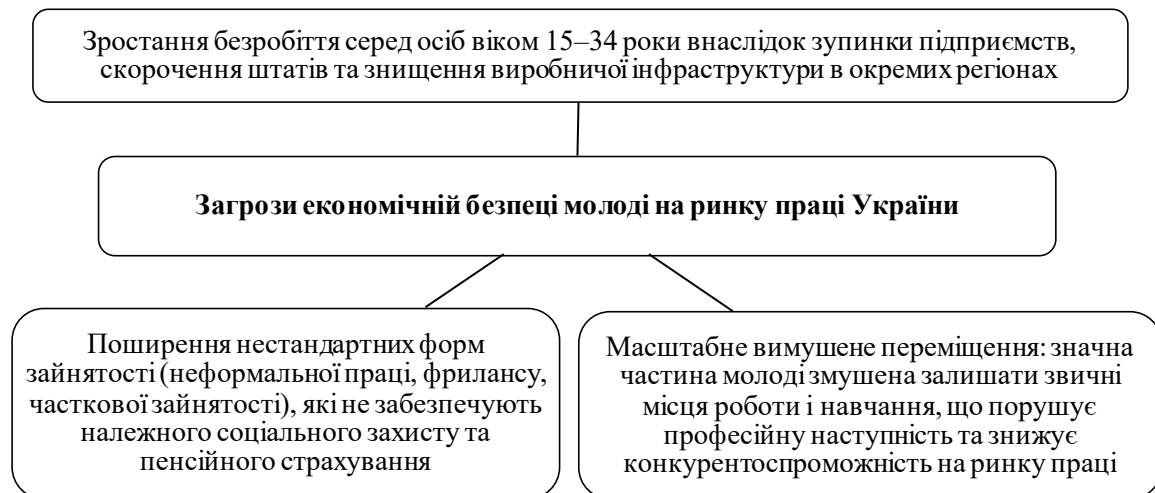 Зростання безробіття серед осіб віком 15–34 роки внаслідок зупинки підприємств,
скорочення штатів та знищення виробничої інфраструктури в окремих регіонах
Загрози економічній безпеці молоді на ринку праці України
Поширення нестандартних форм
зайнятості (неформальної праці, фрилансу,
часткової зайнятості), які не забезпечують
належного соціального захисту та
пенсійного страхування
Масштабне вимушене переміщення: значна
частина молоді змушена залишати звичні
місця роботи і навчання, що порушує
професійну наступність та знижує
конкурентоспроможність на ринку праці